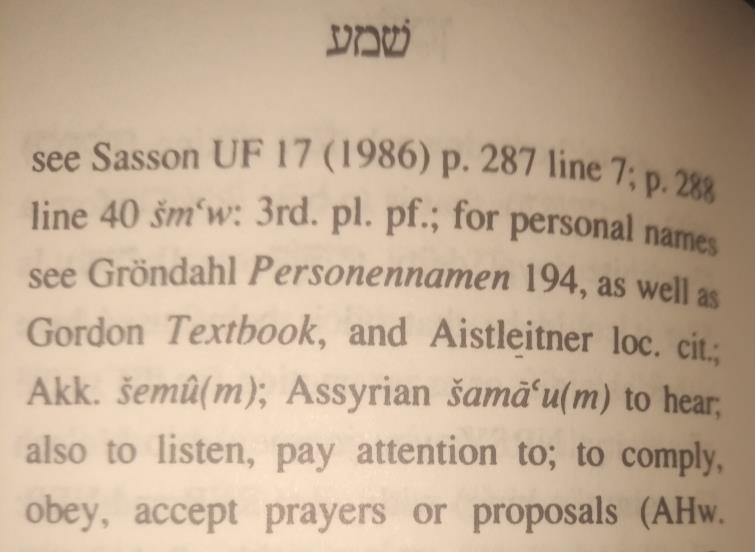 שׁמע
see Sasson UF 17 (1986) p. 287 line 7; p. 288
line 40 šmʿw: 3rd. pl. pf.; for personal names
see Gröndahl Personennamen 194, as well as
Gordon Textbook, and Aistleitner loc. cit.;
Akk. šemû(m); Assyrian šamāʿu(m) to hear,
also to listen, pay attention to; to comply,
obey, accept prayers or proposals (AHw.